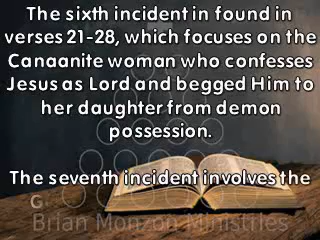 The sixth incident in found in
verses 21-28, which focuses on the
Canaanite woman who confesses
Jesus as Lord and begged Him to
her daughter from demon
possession.
The seventh incident involves the
G
Brian Monzon Ministries